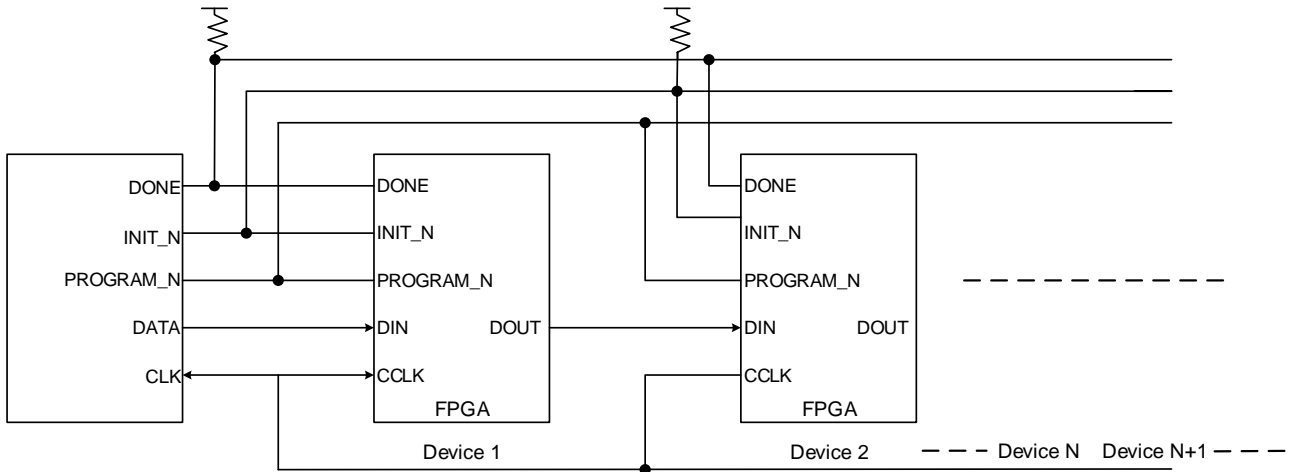 DONE DONE DONE
INIT_N INIT_N INIT_N
PROGRAM_N PROGRAM_N PROGRAM_N
DATA DIN DOUT DIN DOUT
CLK CCLK CCLK
FPGA FPGA
Device 1 Device 2 Device N Device N+1